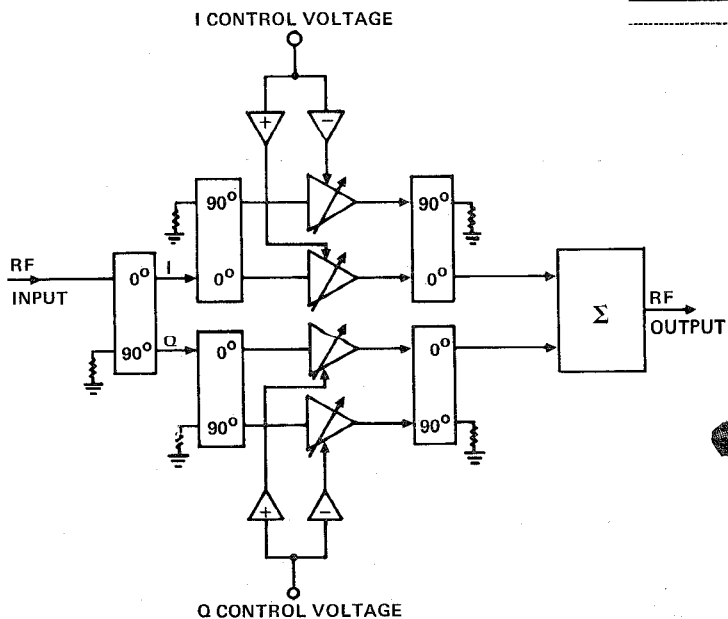 I CONTROL VOLTAGE
+ −
90° 90°
RF INPUT
0° I
0° 0°
RF OUTPUT
Σ
90° Q
0° 0°
90° 90°
+ −
Q CONTROL VOLTAGE